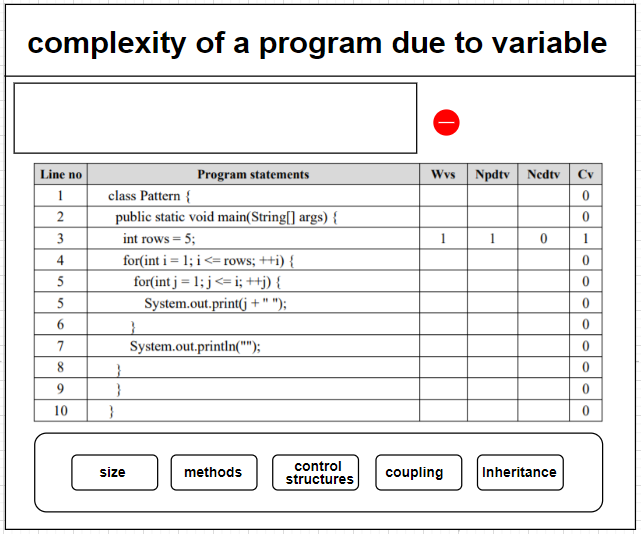 complexity of a program due to variable
Line no Program statements Wvs Npdtv Ncdtv Cv
1 class Pattern { 0
2 public static void main(String[] args) { 0
3 int rows = 5; 1 1 0 1
4 for(int i = 1; i <= rows; ++i) { 0
5 for(int j = 1; j <= i; ++j) { 0
5 System.out.print(j + " "); 0
6 } 0
7 System.out.println(""); 0
8 } 0
9 } 0
10 } 0
size methods control structures coupling Inheritance